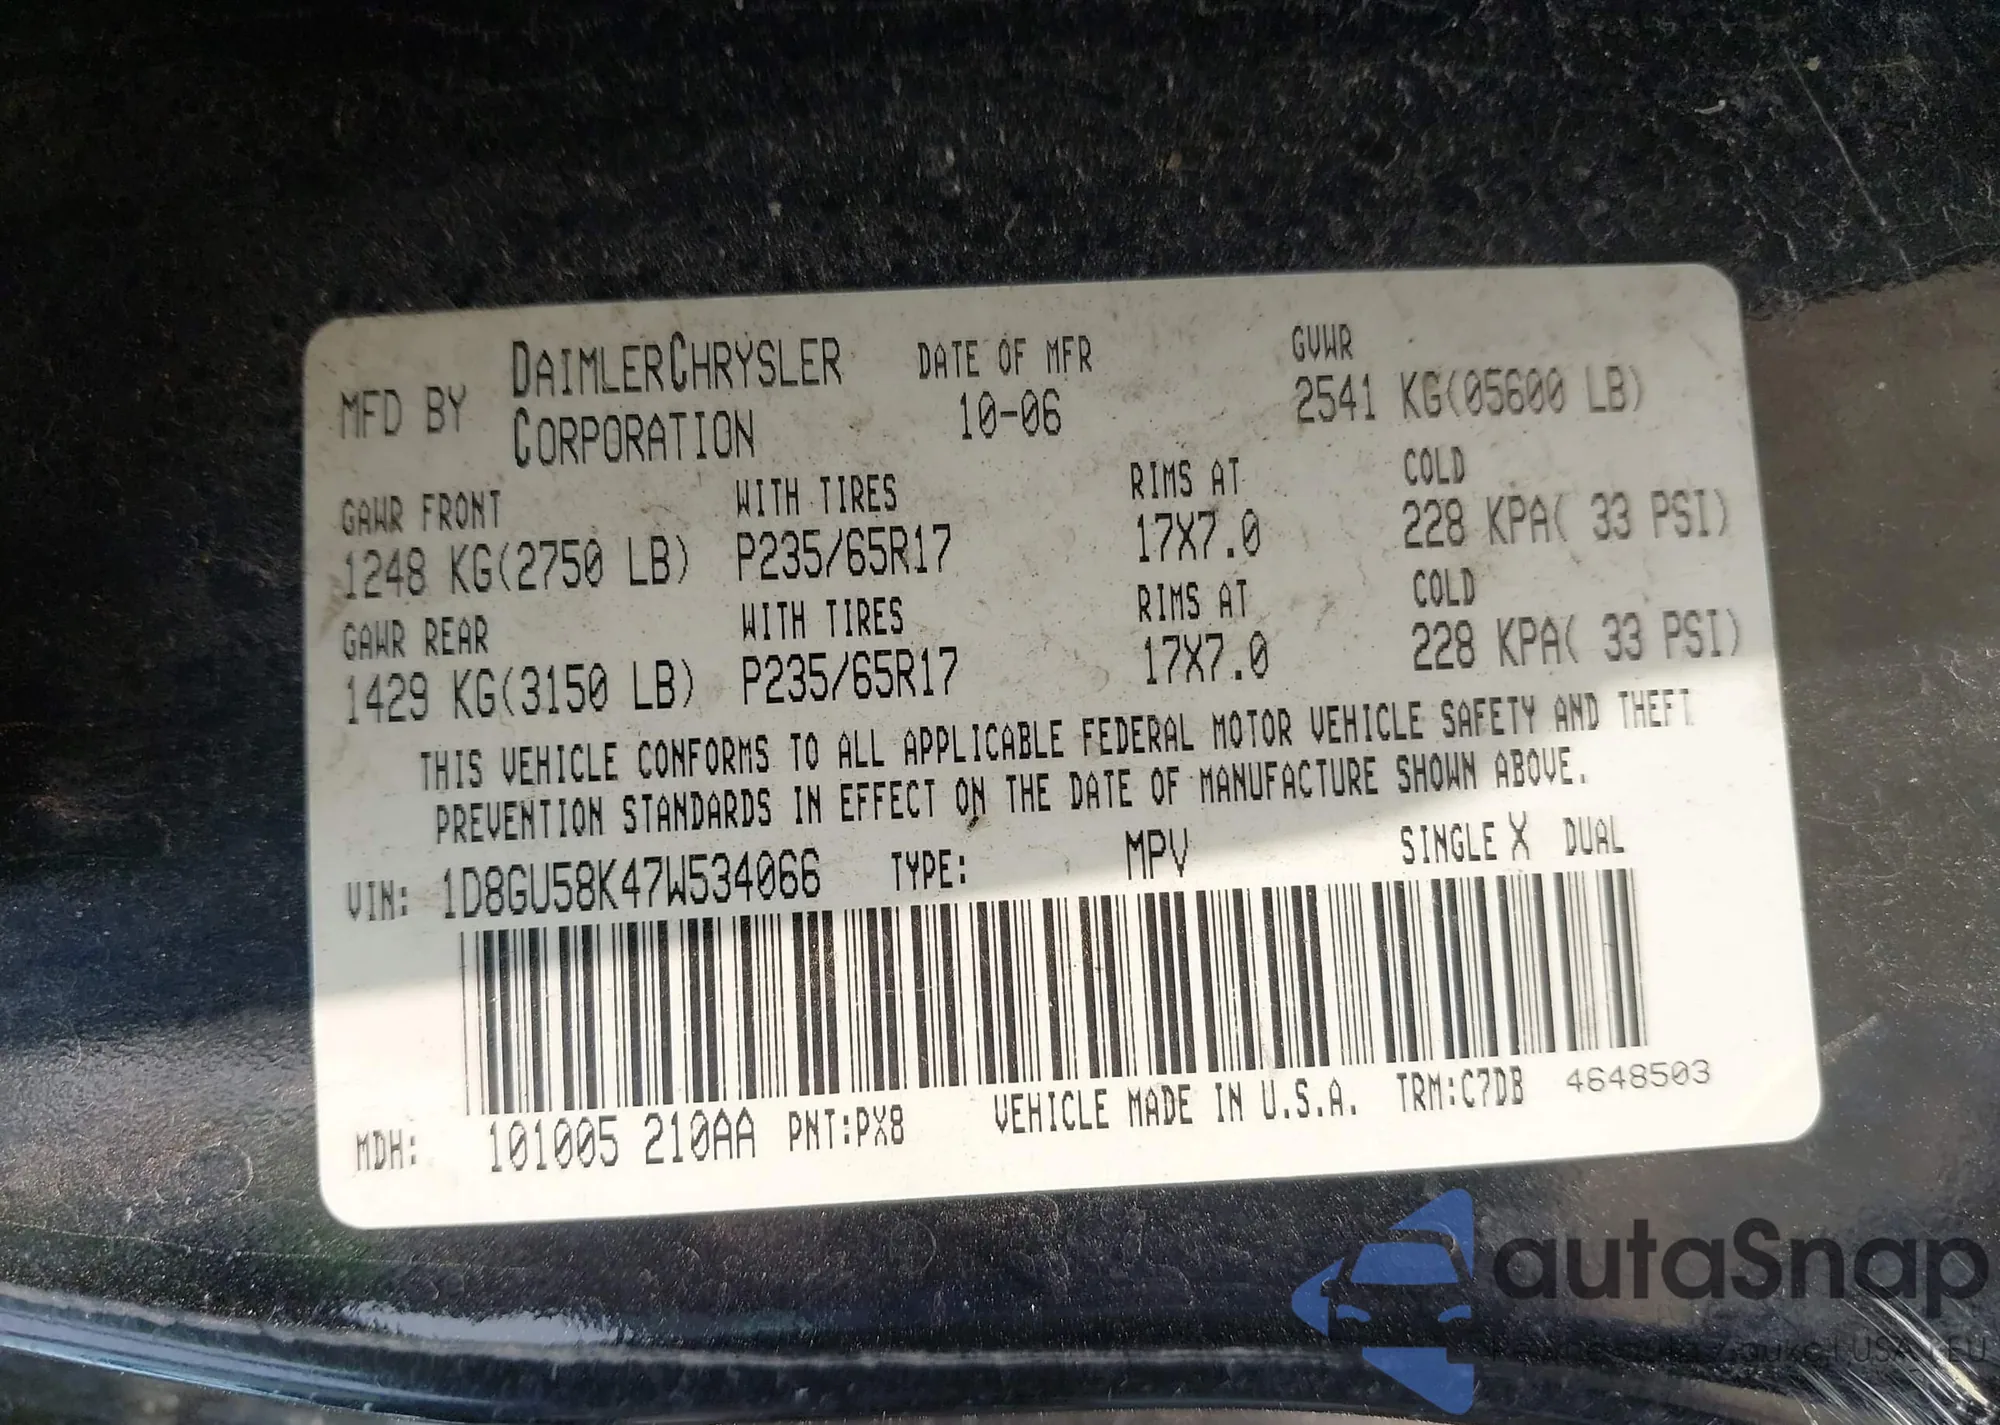 MFD BY DAIMLERCHRYSLER CORPORATION DATE OF MFR 10-06 GVWR 2541 KG(05600 LB)
GAWR FRONT WITH TIRES RIMS AT COLD
1248 KG(2750 LB) P235/65R17 17X7.0 228 KPA( 33 PSI)
GAWR REAR WITH TIRES RIMS AT COLD
1429 KG(3150 LB) P235/65R17 17X7.0 228 KPA( 33 PSI)
THIS VEHICLE CONFORMS TO ALL APPLICABLE FEDERAL MOTOR VEHICLE SAFETY AND THEFT
PREVENTION STANDARDS IN EFFECT ON THE DATE OF MANUFACTURE SHOWN ABOVE.
VIN: 1D8GU58K47W534066 TYPE: MPV SINGLE X DUAL
MDH: 101005 210AA PNT:PX8 VEHICLE MADE IN U.S.A. TRM:C7DB 4648503
autaSnap